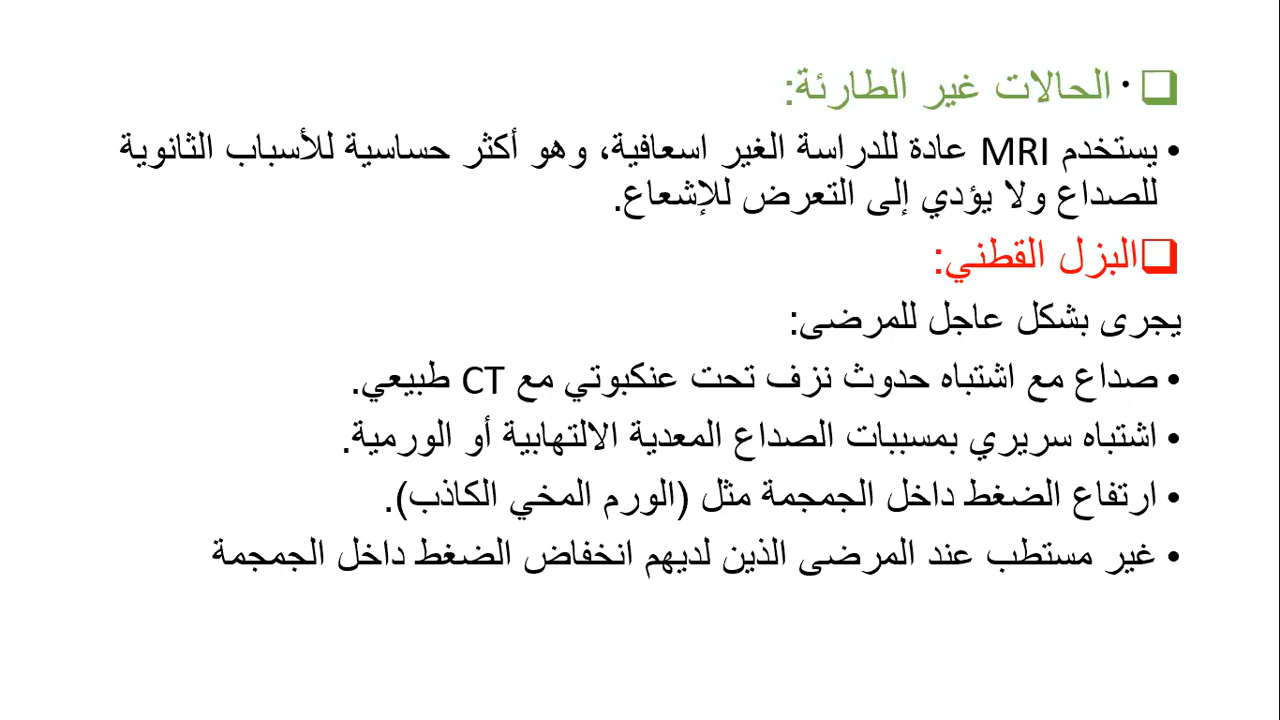 ❑• الحالات غير الطارئة:
• يستخدم MRI عادة للدراسة الغير اسعافية، وهو أكثر حساسية للأسباب الثانوية
للصداع ولا يؤدي إلى التعرض للإشعاع.
❑البزل القطني:
يجرى بشكل عاجل للمرضى:
• صداع مع اشتباه حدوث نزف تحت عنكبوتي مع CT طبيعي.
• اشتباه سريري بمسببات الصداع المعدية الالتهابية أو الورمية.
• ارتفاع الضغط داخل الجمجمة مثل (الورم المخي الكاذب).
• غير مستطب عند المرضى الذين لديهم انخفاض الضغط داخل الجمجمة